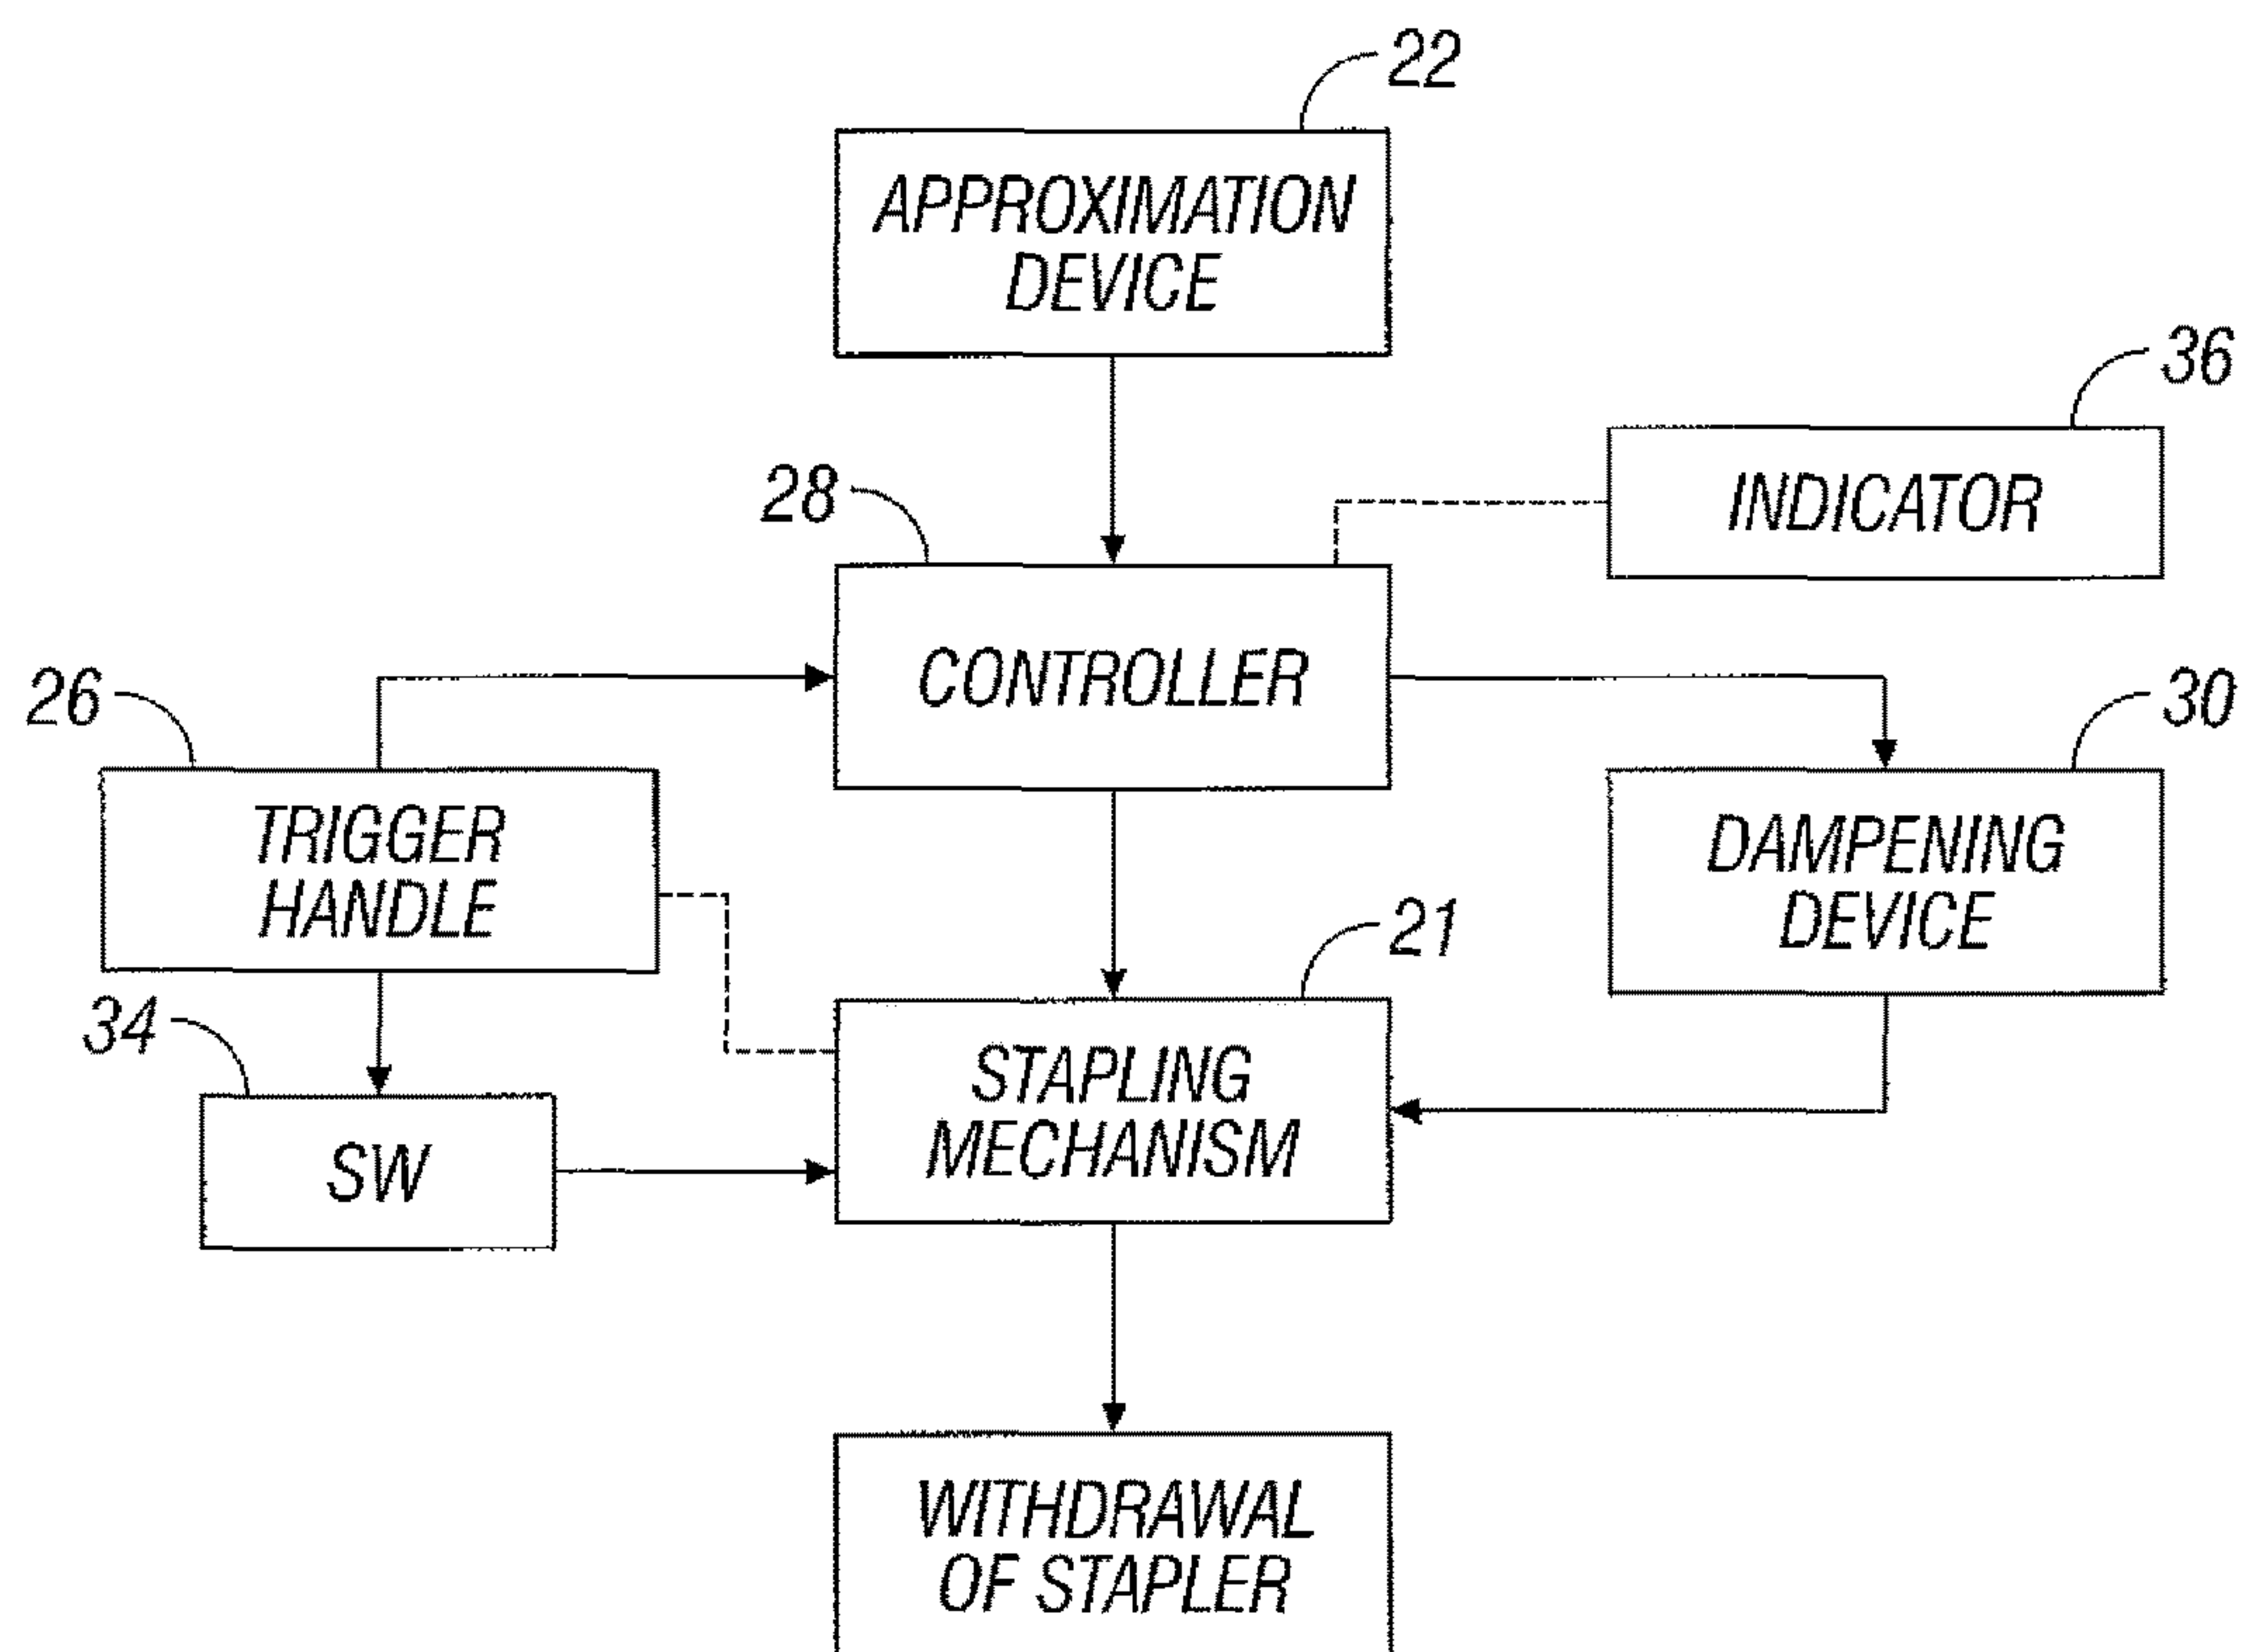 22
APPROXIMATION
DEVICE
36
INDICATOR
28
CONTROLLER
26
TRIGGER
HANDLE
30
DAMPENING
DEVICE
21
STAPLING
MECHANISM
34
SW
WITHDRAWAL
OF STAPLER